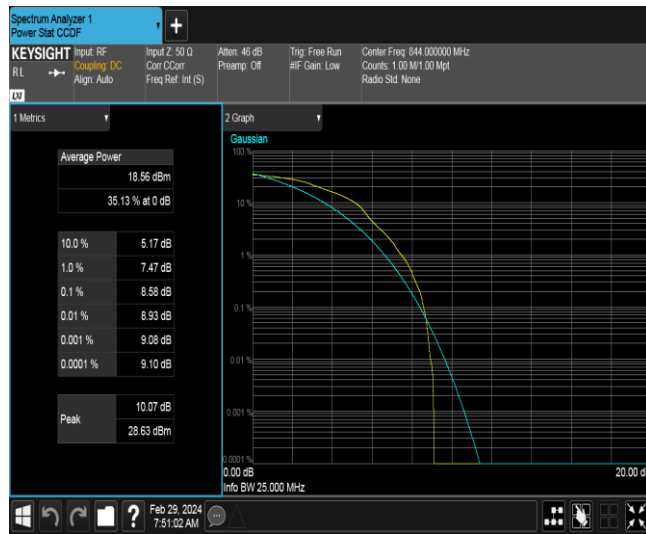 Spectrum Analyzer 1
Power Stat CCDF
+
KEYSIGHT
RL
LXI
Input: RF
Coupling: DC
Align: Auto
Input Z: 50 Ω
Corr CCorr
Freq Ref: Int (S)
Atten: 46 dB
Preamp: Off
Trig: Free Run
#IF Gain: Low
Center Freq: 844.000000 MHz
Counts: 1.00 M/1.00 Mpt
Radio Std: None
1 Metrics
Average Power
18.56 dBm
35.13 % at 0 dB
10.0 % 5.17 dB
1.0 % 7.47 dB
0.1 % 8.58 dB
0.01 % 8.93 dB
0.001 % 9.08 dB
0.0001 % 9.10 dB
Peak
10.07 dB
28.63 dBm
2 Graph
Gaussian
100 %
10 %
1 %
0.1 %
0.01 %
0.001 %
0.0001 %
0.00 dB
20.00 d
Info BW 25.000 MHz
?
Feb 29, 2024
7:51:02 AM